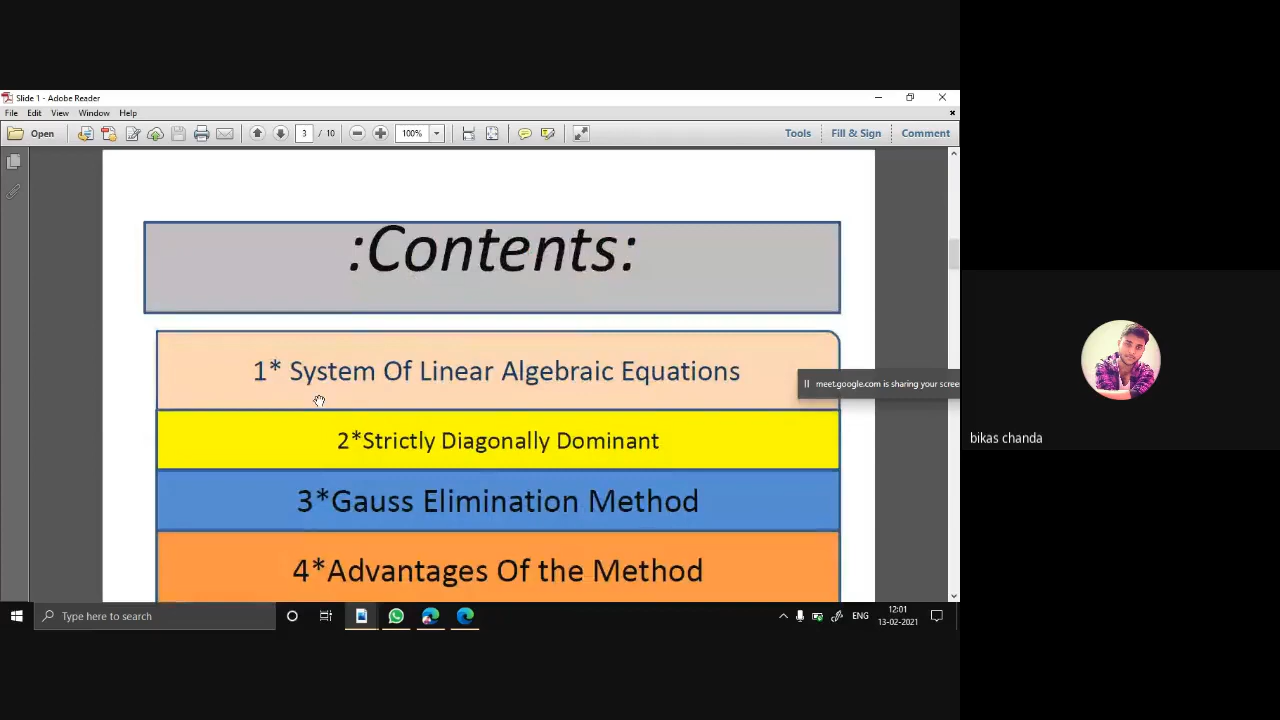 Slide 1 - Adobe Reader
File Edit View Window Help
Open 3 / 10 100% Tools Fill & Sign Comment
:Contents:
1* System Of Linear Algebraic Equations
meet.google.com is sharing your scree
2*Strictly Diagonally Dominant
3*Gauss Elimination Method
4*Advantages Of the Method
bikas chanda
Type here to search
ENG
12:01
13-02-2021